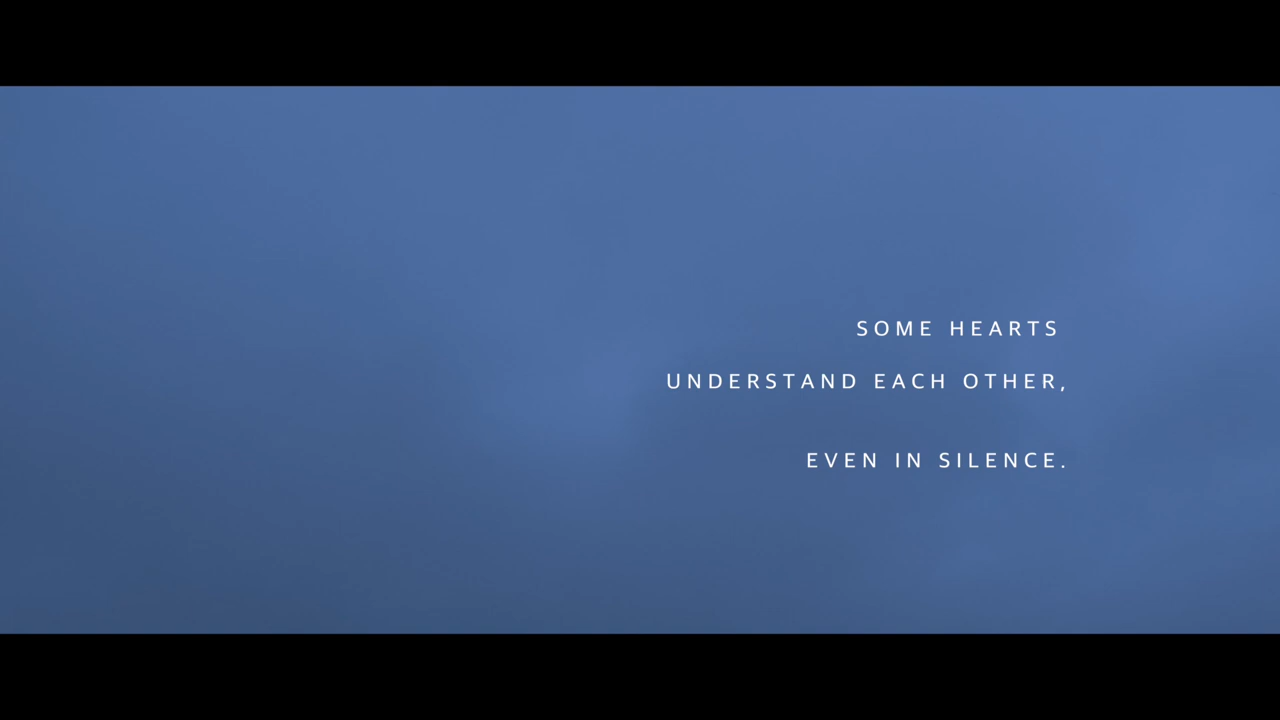 SOME HEARTS
UNDERSTAND EACH OTHER,
EVEN IN SILENCE.